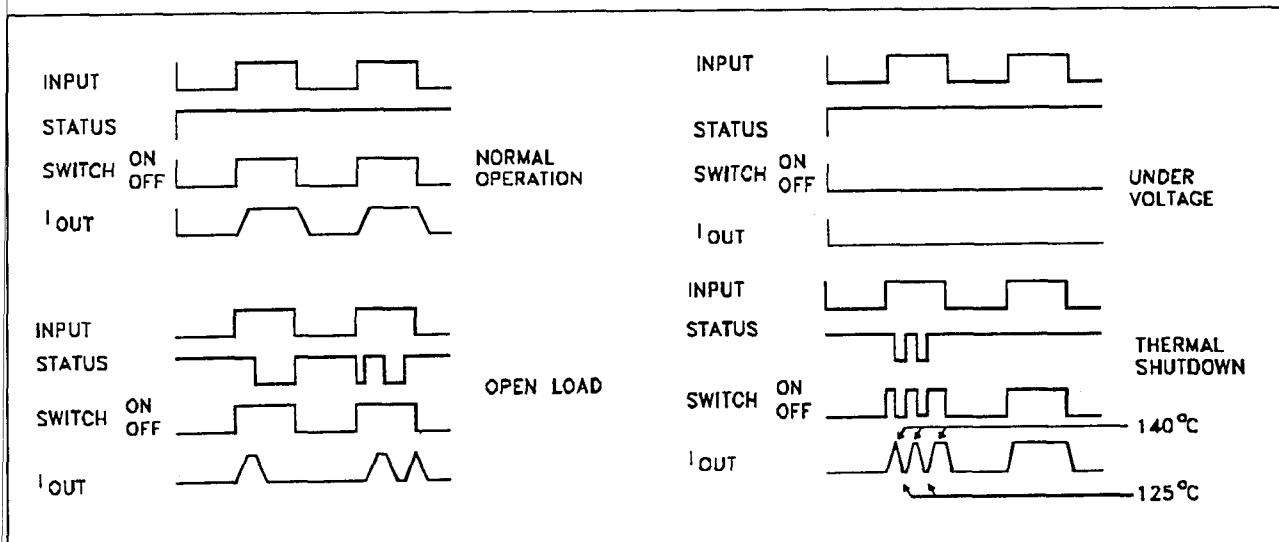 INPUT
STATUS
SWITCH ON
OFF
I OUT
NORMAL
OPERATION
INPUT
STATUS
SWITCH ON
OFF
I OUT
UNDER
VOLTAGE
INPUT
STATUS
SWITCH ON
OFF
I OUT
OPEN LOAD
INPUT
STATUS
SWITCH ON
OFF
I OUT
THERMAL
SHUTDOWN
140°C
125°C